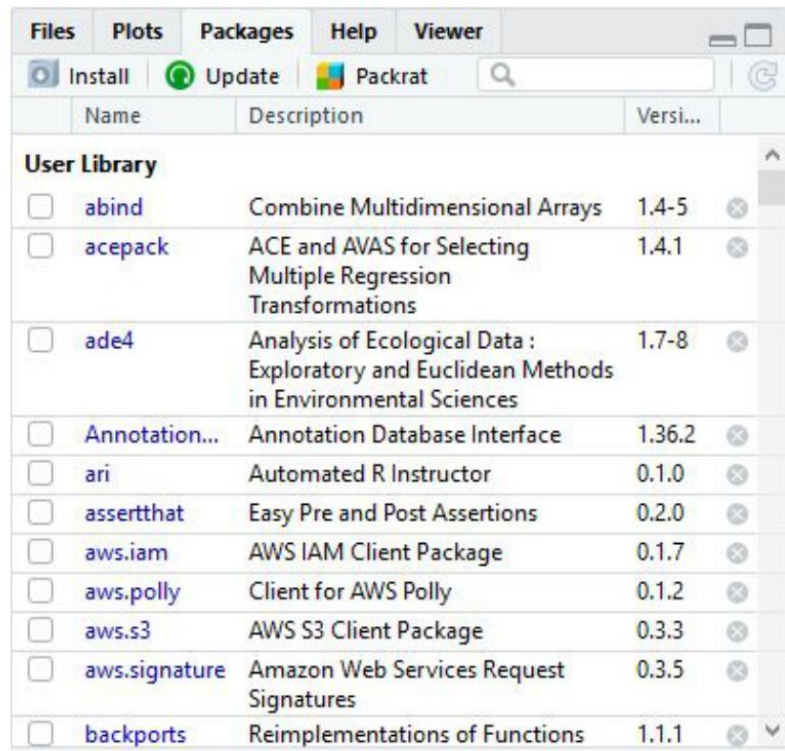 Files Plots Packages Help Viewer
Install Update Packrat
Name Description Versi...
User Library
abind Combine Multidimensional Arrays 1.4-5
acepack ACE and AVAS for Selecting 1.4.1
Multiple Regression
Transformations
ade4 Analysis of Ecological Data : 1.7-8
Exploratory and Euclidean Methods
in Environmental Sciences
Annotation... Annotation Database Interface 1.36.2
ari Automated R Instructor 0.1.0
assertthat Easy Pre and Post Assertions 0.2.0
aws.iam AWS IAM Client Package 0.1.7
aws.polly Client for AWS Polly 0.1.2
aws.s3 AWS S3 Client Package 0.3.3
aws.signature Amazon Web Services Request 0.3.5
Signatures
backports Reimplementations of Functions 1.1.1